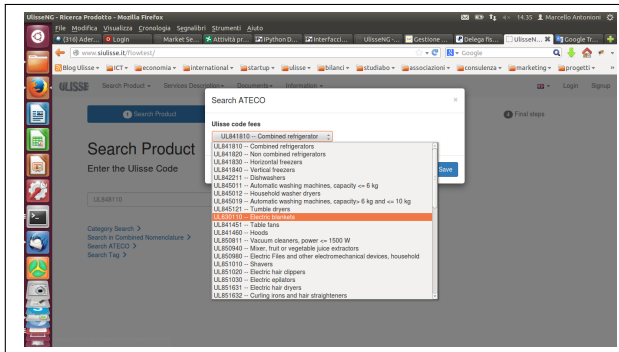 UlisseNG - Ricerca Prodotto - Mozilla Firefox
14.35 Marcello Antonioni
File Modifica Visualizza Cronologia Segnalibri Strumenti Aiuto
(316) Ader... Login Market Se... Attività pr... IPython D... Interfacci... UlisseNG -... Gestione ... Delega fis... UlisseN... Google Tr...
www.siulisse.it/flowtest/ Google
Blog Ulisse ICT economia international startup ulisse bilanci studiabo associazioni consulenza marketing progetti
ULISSE Search Product Services Description Documents Information Login Signup
Search ATECO ×
1 Search Product
Final steps
Ulisse code fees
UL841810 -- Combined refrigerator
Search Product
Enter the Ulisse Code
Save
UL848110
Category Search >
Search in Combined Nomenclature >
Search ATECO >
Search Tag >
UL841810 -- Combined refrigerators
UL841820 -- Non combined refrigerators
UL841830 -- Horizontal freezers
UL841840 -- Vertical freezers
UL842211 -- Dishwashers
UL845011 -- Automatic washing machines, capacity <= 6 kg
UL845012 -- Household washer dryers
UL845019 -- Automatic washing machines, capacity> 6 kg and <= 10 kg
UL845121 -- Tumble dryers
UL630110 -- Electric blankets
UL841451 -- Table fans
UL841460 -- Hoods
UL850811 -- Vacuum cleaners, power <= 1500 W
UL850940 -- Mixer, fruit or vegetable juice extractors
UL850980 -- Electric Files and other electromechanical devices, household
UL851010 -- Shavers
UL851020 -- Electric hair clippers
UL851030 -- Electric epilators
UL851631 -- Electric hair dryers
UL851632 -- Curling irons and hair straighteners